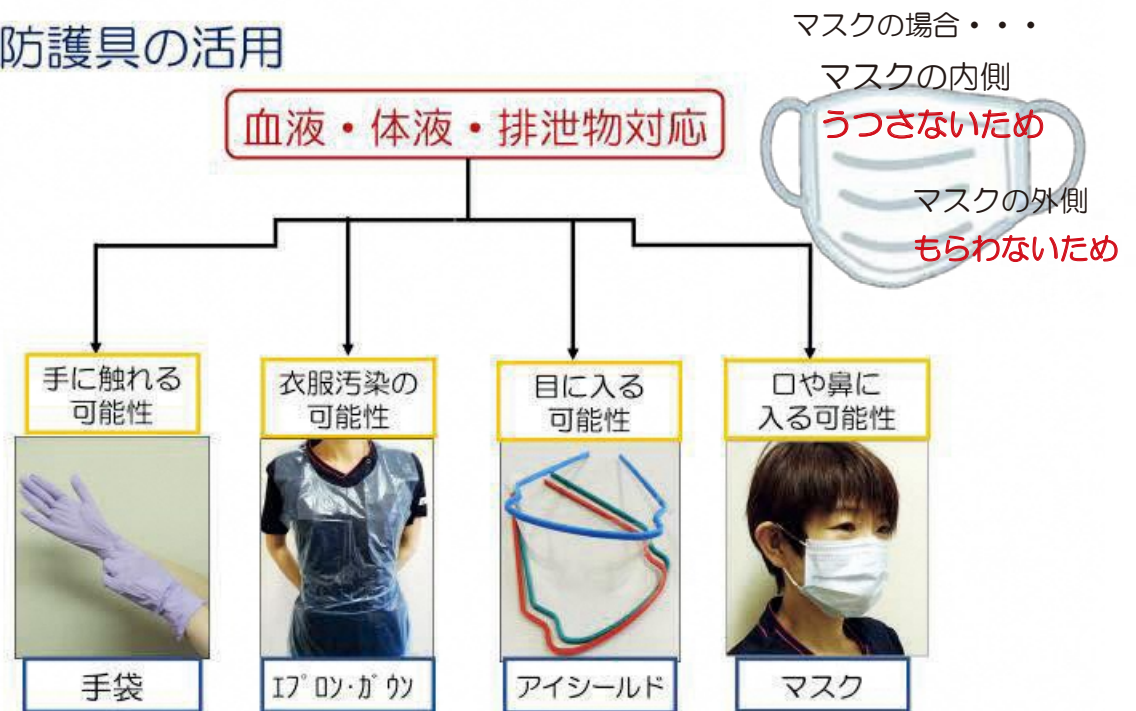 防護具の活用
マスクの場合・・・
マスクの内側
うつさないため
マスクの外側
もらわないため
血液・体液・排泄物対応
手に触れる
可能性
衣服汚染の
可能性
目に入る
可能性
口や鼻に
入る可能性
手袋
ｴﾌﾟﾛﾝ･ｶﾞｳﾝ
アイシールド
マスク